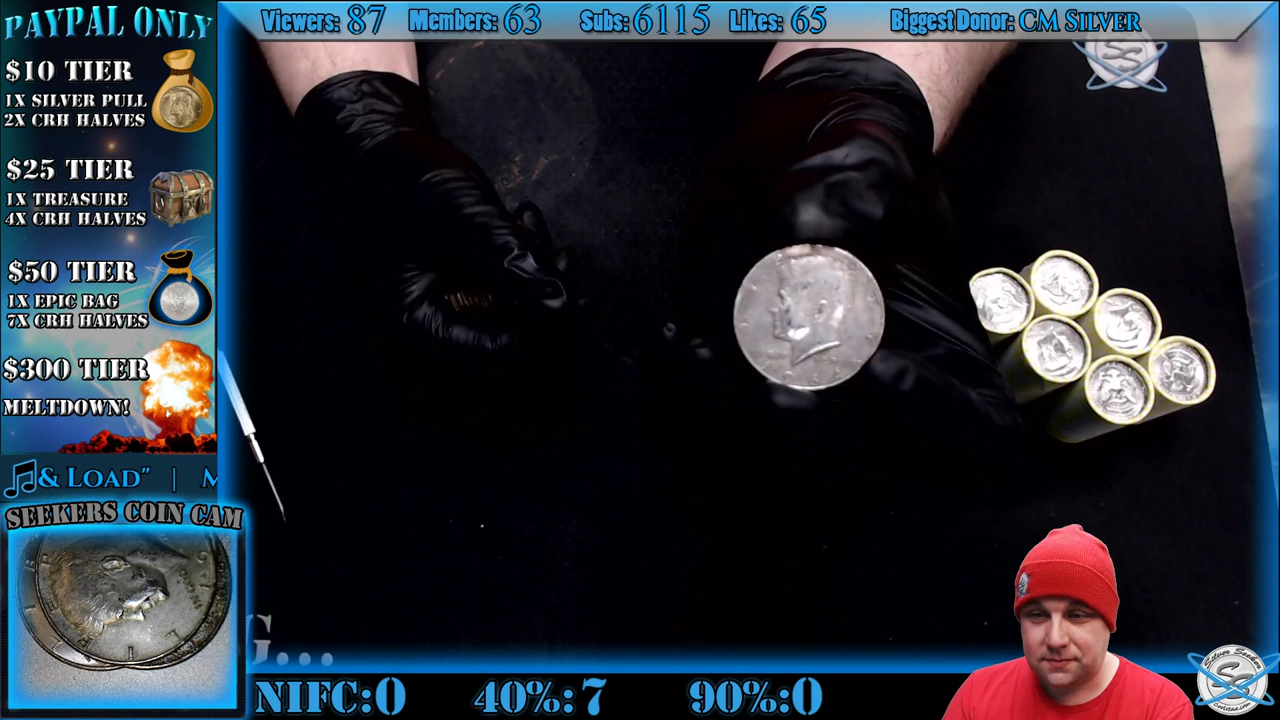 Viewers: 87 Members: 63 Subs: 6115 Likes: 65 Biggest Donor: CM Silver
PAYPAL ONLY
$10 TIER
1X SILVER PULL
2X CRH HALVES
$25 TIER
1X TREASURE
4X CRH HALVES
$50 TIER
1X EPIC BAG
7X CRH HALVES
$300 TIER
MELTDOWN!
& LOAD" | M
SEEKERS COIN CAM
G...
NIFC:0 40%:7 90%:0
Silver Seeker